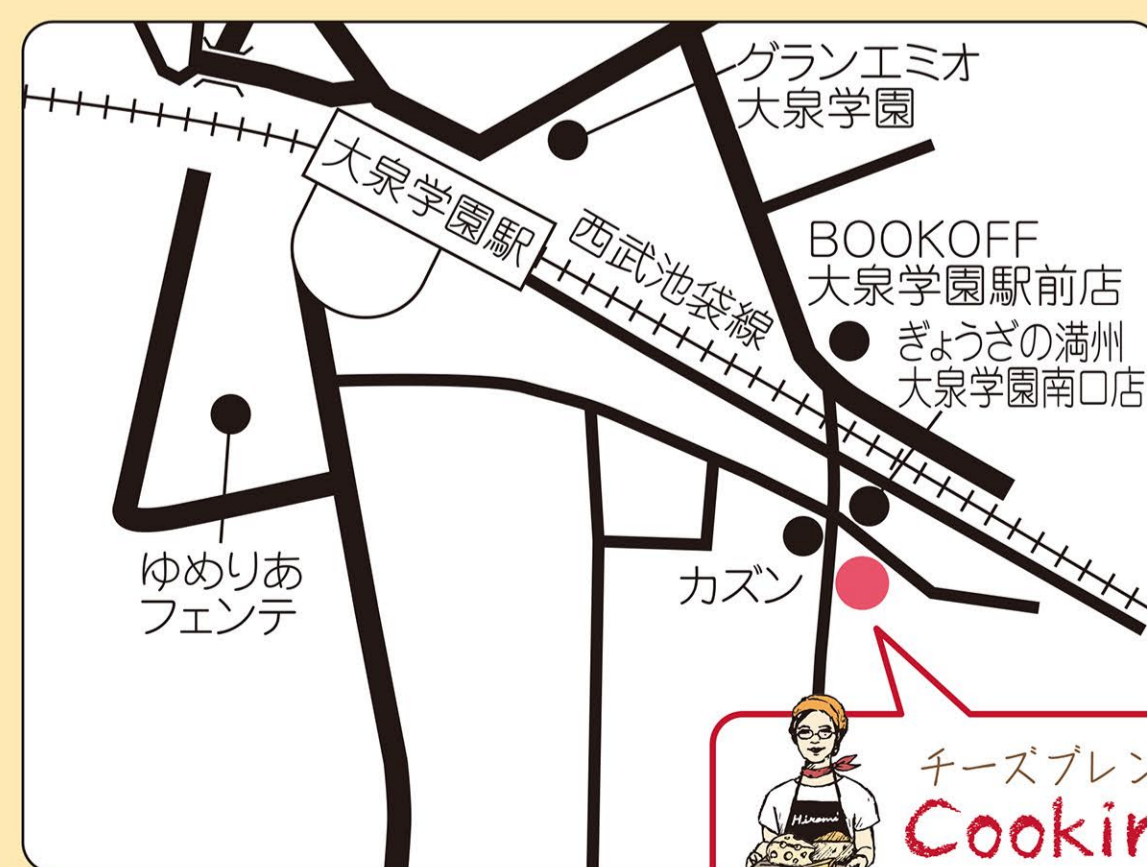 グランエミオ
大泉学園
大泉学園駅
西武池袋線
BOOKOFF
大泉学園駅前店
ぎょうざの満州
大泉学園南口店
ゆめりあ
フェンテ
カズン
チーズブレン
Cookin
Hiromi